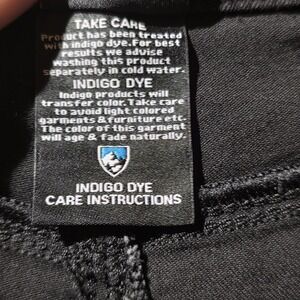 TAKE CARE
Product has been treated
with indigo dye. For best
results we advise
washing this product
separately in cold water.
INDIGO DYE
Indigo products will
transfer color. Take care
to avoid light colored
garments & furniture etc.
The color of this garment
will age & fade naturally.
INDIGO DYE
CARE INSTRUCTIONS